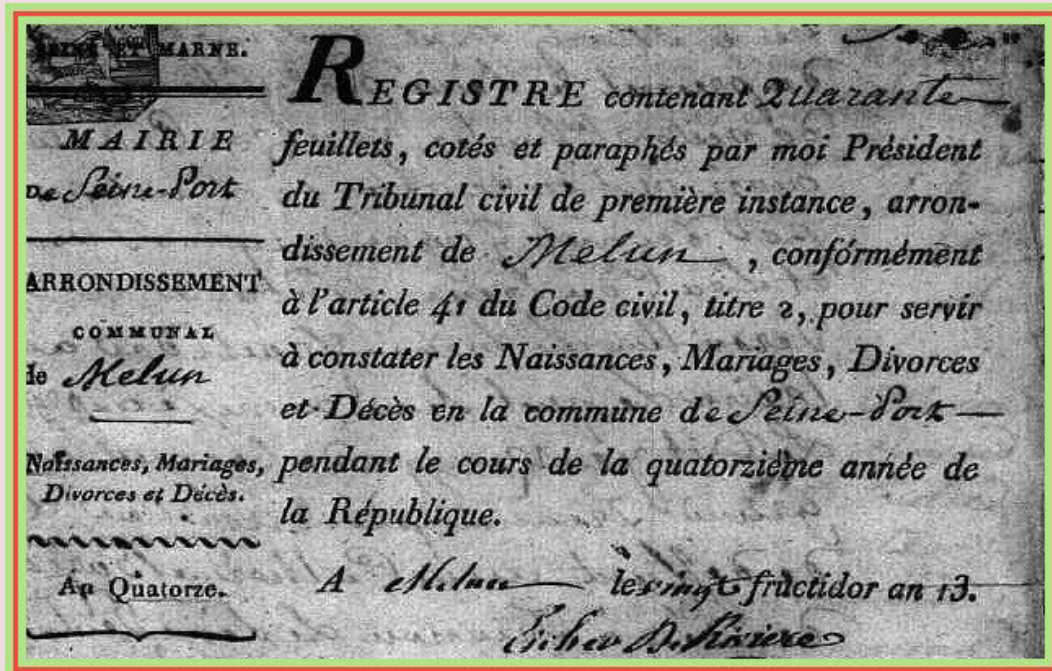 SEINE ET MARNE.
MAIRIE
De Seine-Port
ARRONDISSEMENT
COMMUNAL
de Melun
Naissances, Mariages,
Divorces et Décès.
An Quatorze.
REGISTRE contenant Quarante
feuillets, cotés et paraphés par moi Président
du Tribunal civil de première instance, arron-
dissement de Melun, confórmément
à l'article 41 du Code civil, titre 2, pour servir
à constater les Naissances, Mariages, Divorces
et Décès en la commune de Seine-Port
pendant le cours de la quatorzième année de
la République.
A Melun le vingt fructidor an 13.